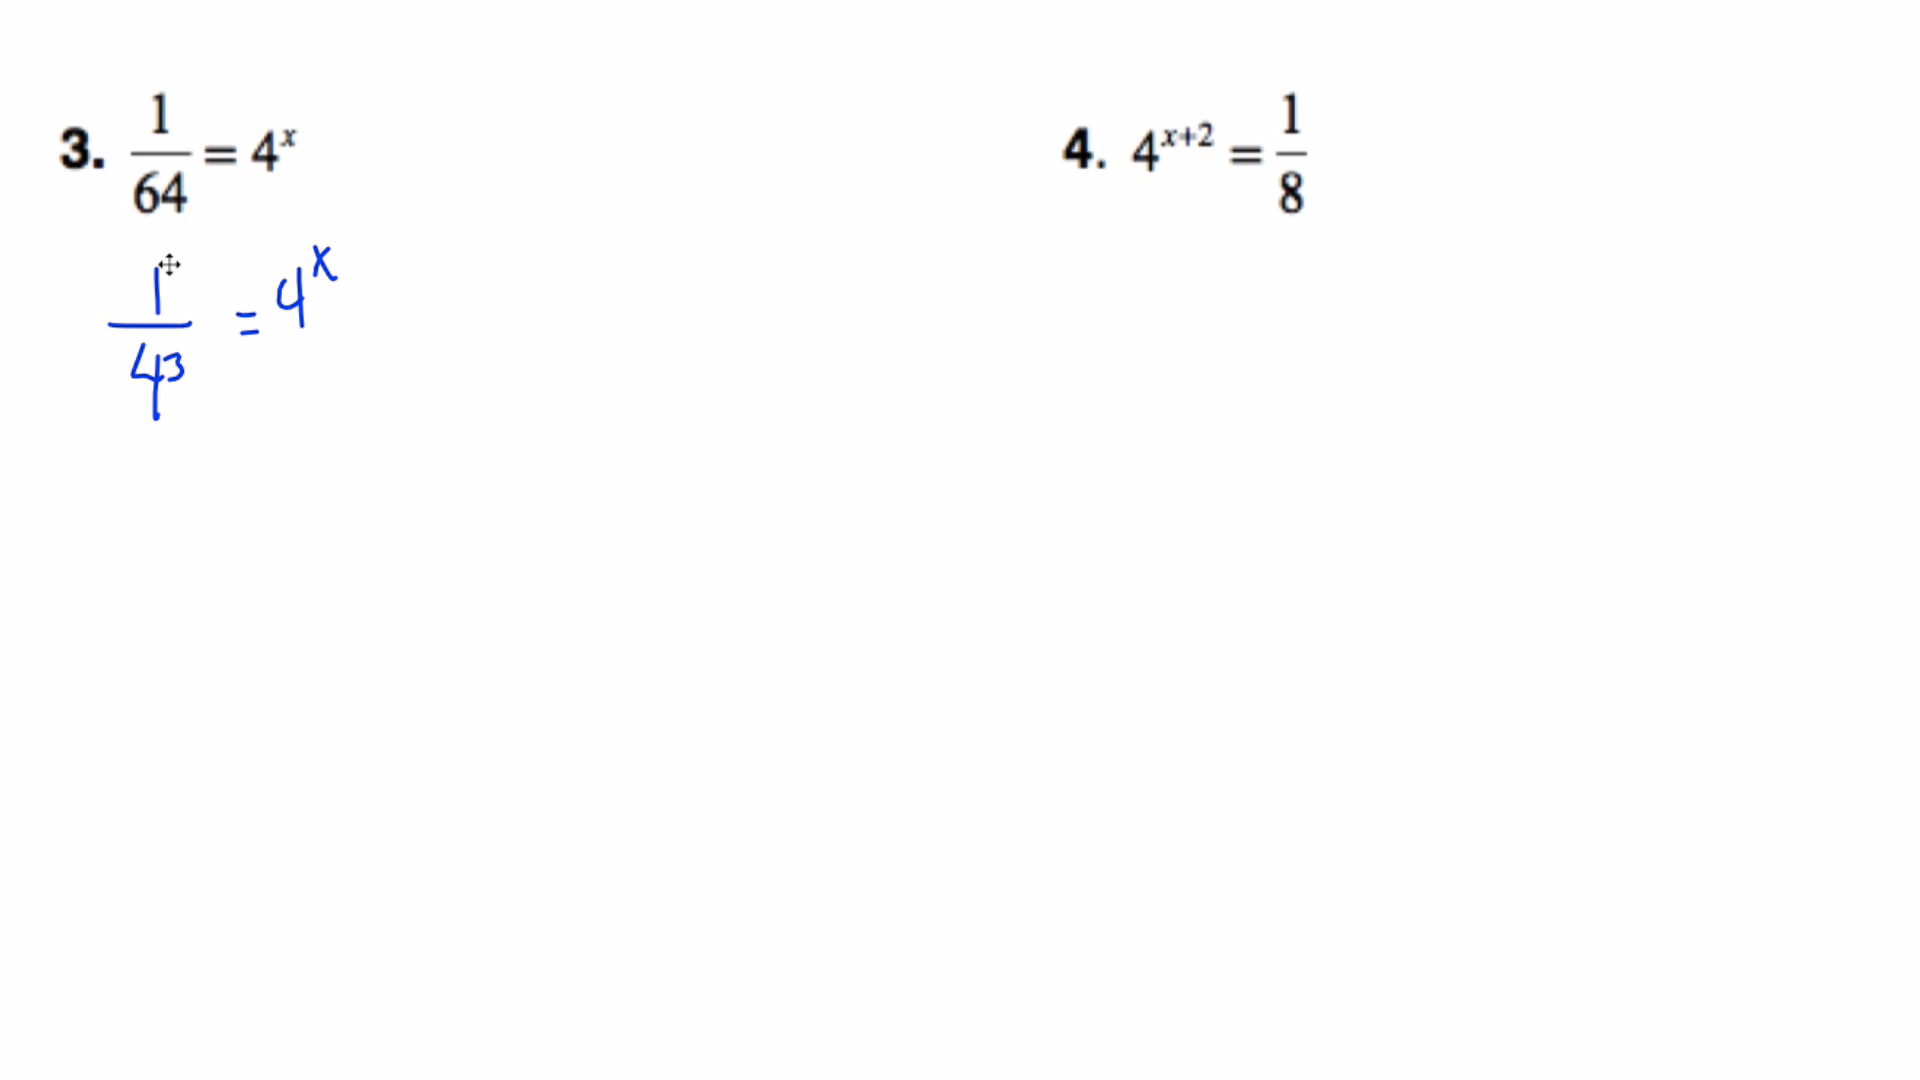 3. 1/64 = 4^x
1/4^3 = 4^x
4. 4^{x+2} = 1/8